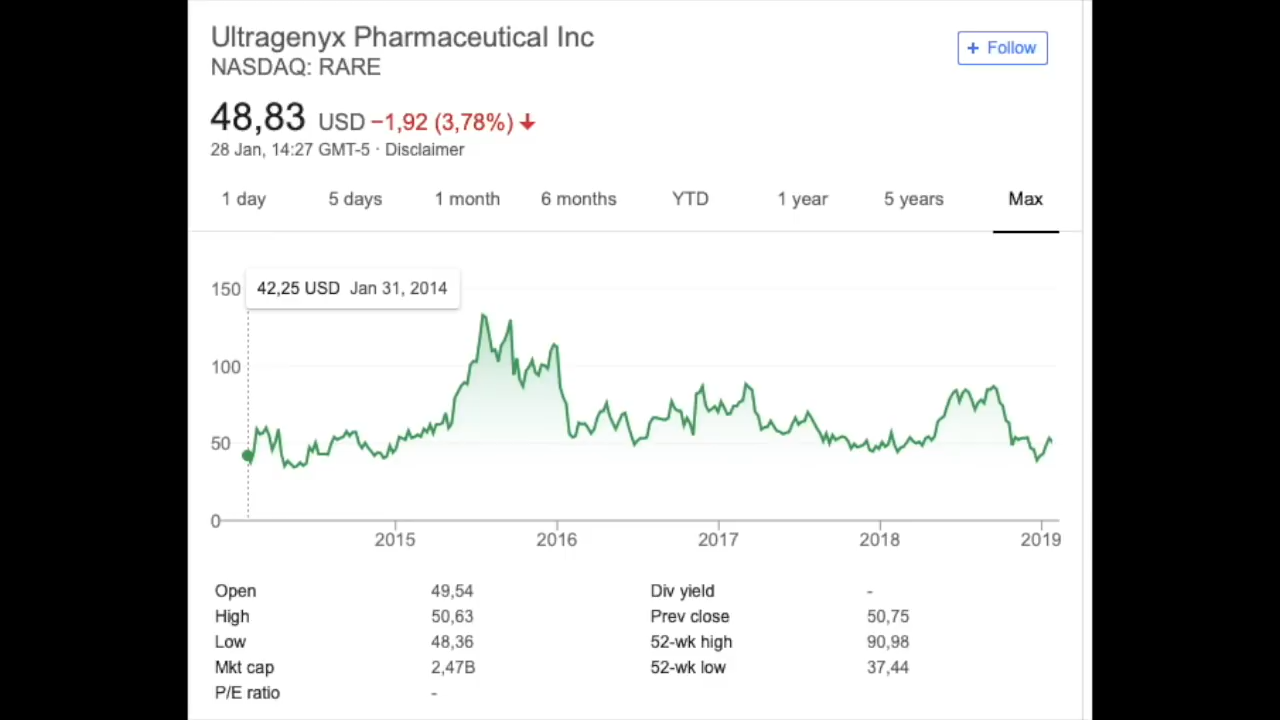 Ultragenyx Pharmaceutical Inc
NASDAQ: RARE
+ Follow
48,83 USD −1,92 (3,78%)
28 Jan, 14:27 GMT-5 · Disclaimer
1 day 5 days 1 month 6 months YTD 1 year 5 years Max
42,25 USD Jan 31, 2014
150
100
50
0
2015 2016 2017 2018 2019
Open 49,54 Div yield -
High 50,63 Prev close 50,75
Low 48,36 52-wk high 90,98
Mkt cap 2,47B 52-wk low 37,44
P/E ratio -